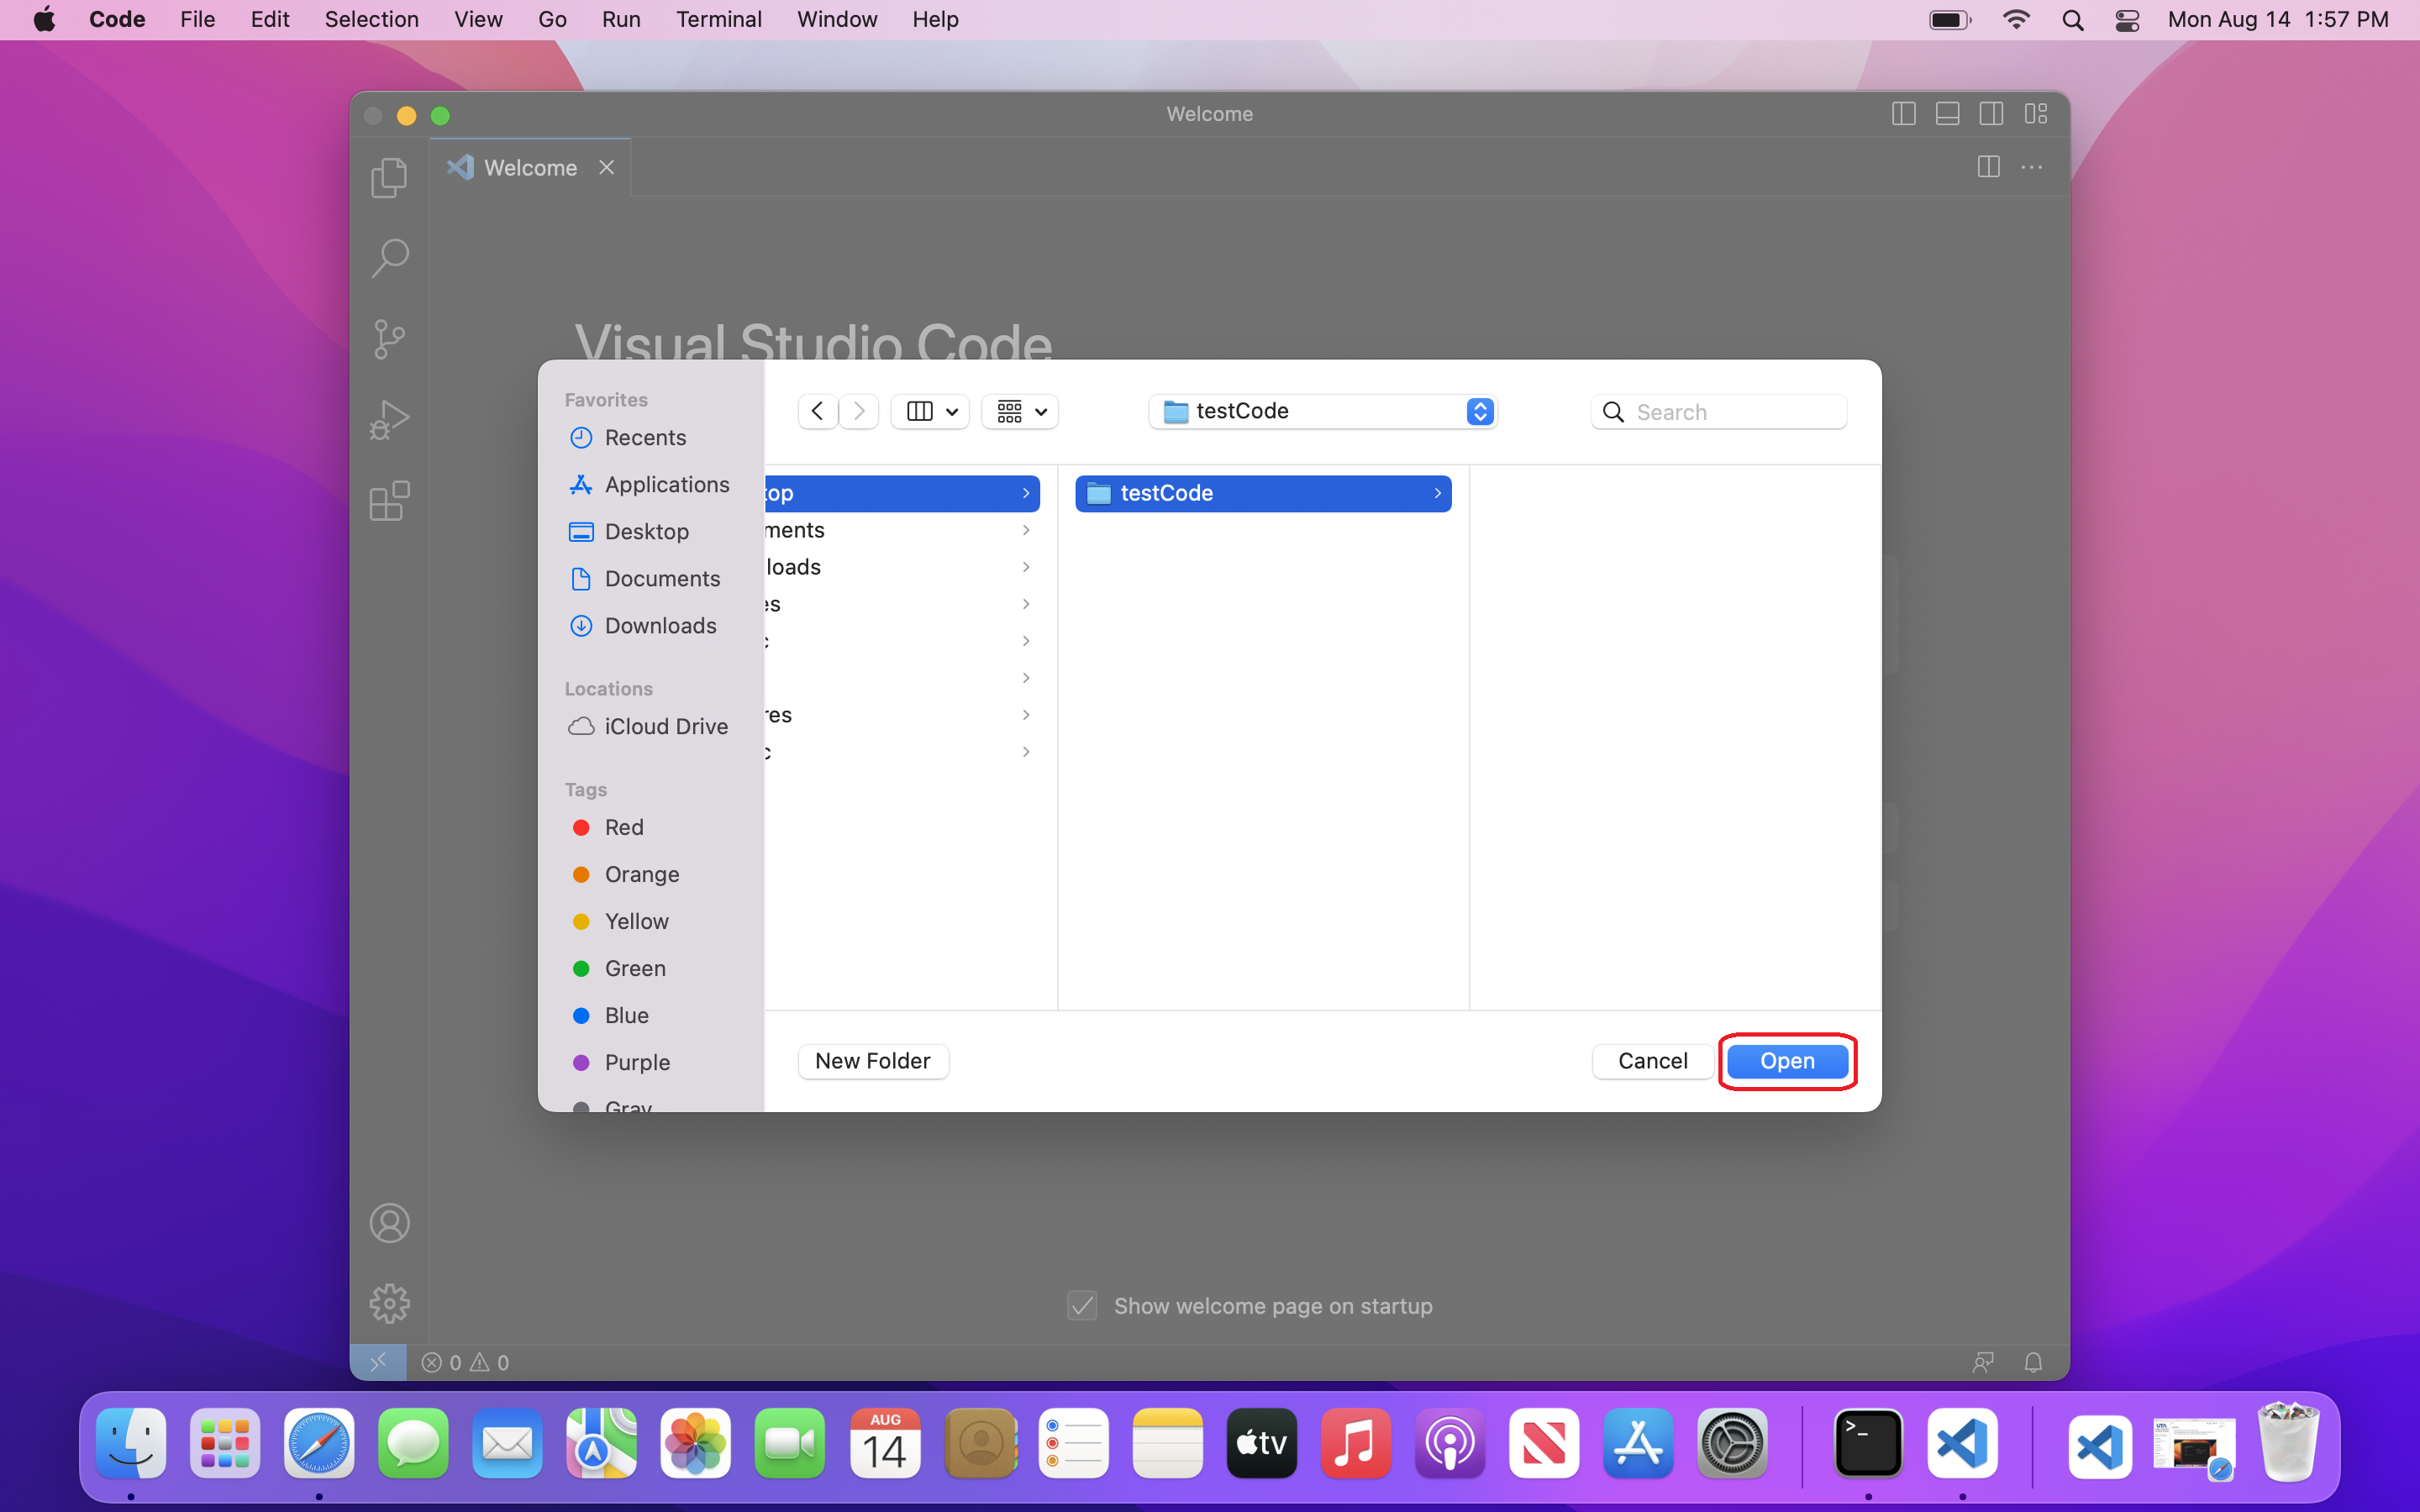 Code File Edit Selection View Go Run Terminal Window Help Mon Aug 14 1:57 PM
Welcome
Welcome
Visual Studio Code
Favorites
Recents
Applications
Desktop
Documents
Downloads
Locations
iCloud Drive
Tags
Red
Orange
Yellow
Green
Blue
Purple
Gray
testCode
Search
top
ments
loads
es
c
res
c
testCode
New Folder
Cancel Open
Show welcome page on startup
0 0
AUG
14
tv
>_